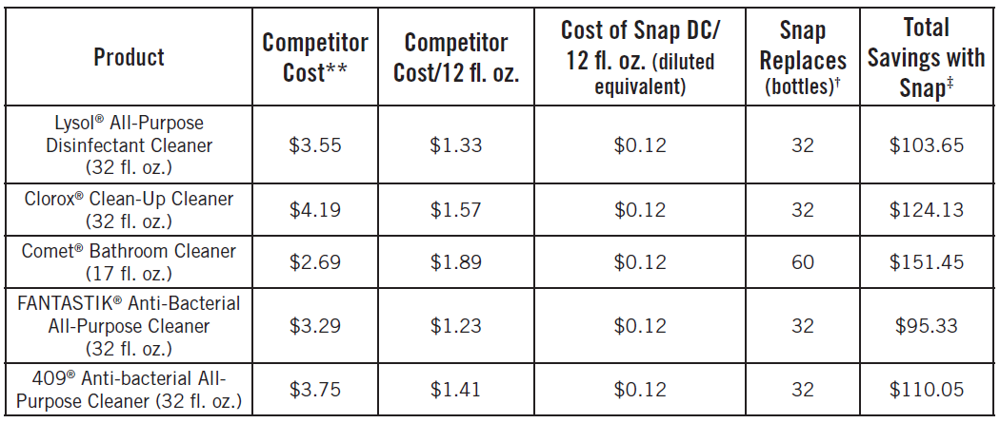 Product
Competitor
Cost**
Competitor
Cost/12 fl. oz.
Cost of Snap DC/
12 fl. oz. (diluted
equivalent)
Snap
Replaces
(bottles)†
Total
Savings with
Snap‡
Lysol® All-Purpose
Disinfectant Cleaner
(32 fl. oz.)
$3.55
$1.33
$0.12
32
$103.65
Clorox® Clean-Up Cleaner
(32 fl. oz.)
$4.19
$1.57
$0.12
32
$124.13
Comet® Bathroom Cleaner
(17 fl. oz.)
$2.69
$1.89
$0.12
60
$151.45
FANTASTIK® Anti-Bacterial
All-Purpose Cleaner
(32 fl. oz.)
$3.29
$1.23
$0.12
32
$95.33
409® Anti-bacterial All-
Purpose Cleaner (32 fl. oz.)
$3.75
$1.41
$0.12
32
$110.05